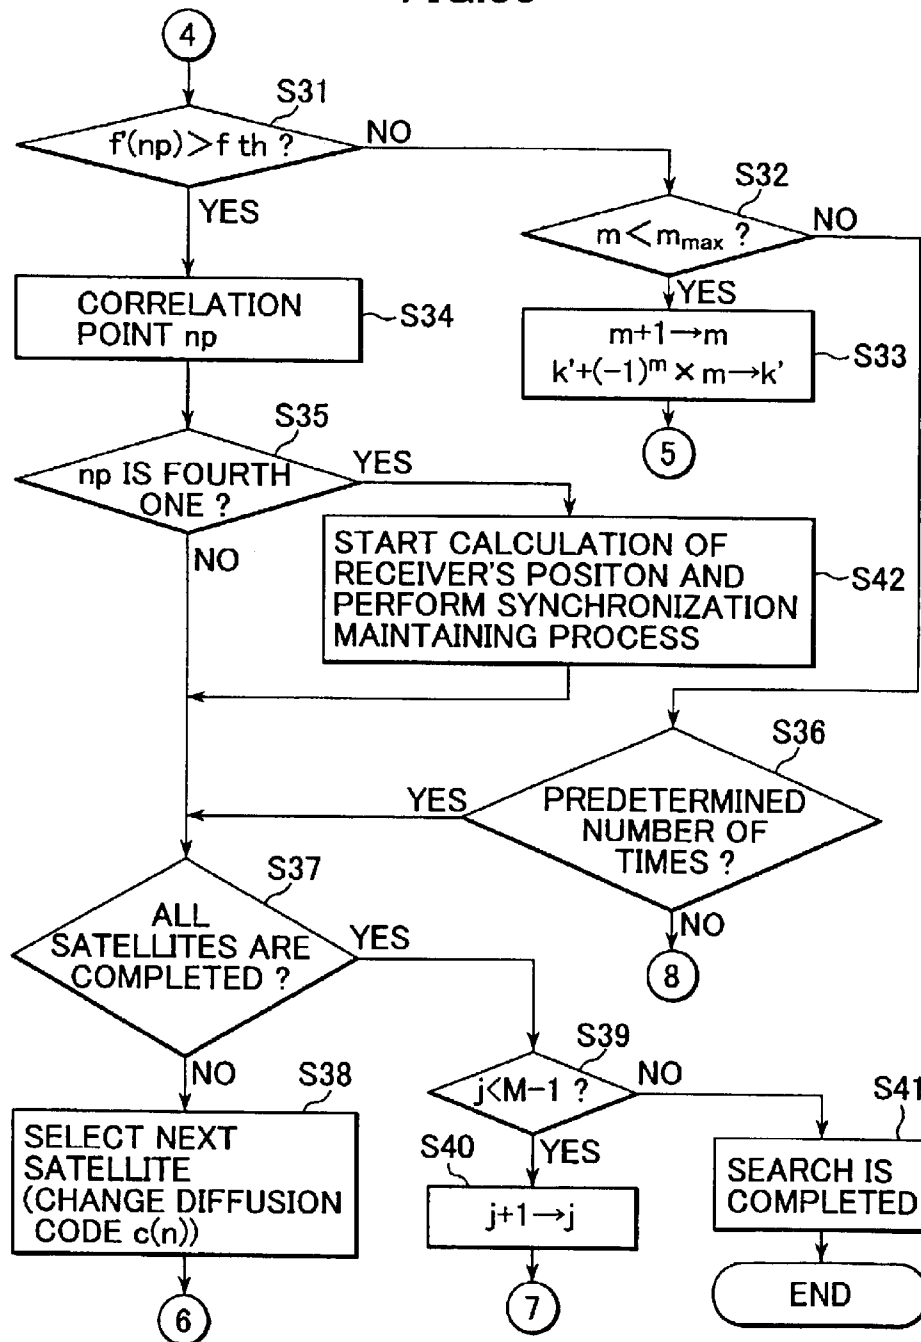 4
S31
f'(np)>f th ?
NO
YES
S32
m<m_max ?
NO
YES
CORRELATION
POINT np
S34
m+1→m
k'+(-1)^m×m→k'
S33
5
S35
np IS FOURTH
ONE ?
YES
NO
START CALCULATION OF
RECEIVER'S POSITON AND
PERFORM SYNCHRONIZATION
MAINTAINING PROCESS
S42
S36
PREDETERMINED
NUMBER OF
TIMES ?
YES
NO
8
S37
ALL
SATELLITES ARE
COMPLETED ?
YES
NO
S38
SELECT NEXT
SATELLITE
(CHANGE DIFFUSION
CODE c(n))
6
S39
j<M-1 ?
NO
YES
S40
j+1→j
7
S41
SEARCH IS
COMPLETED
END